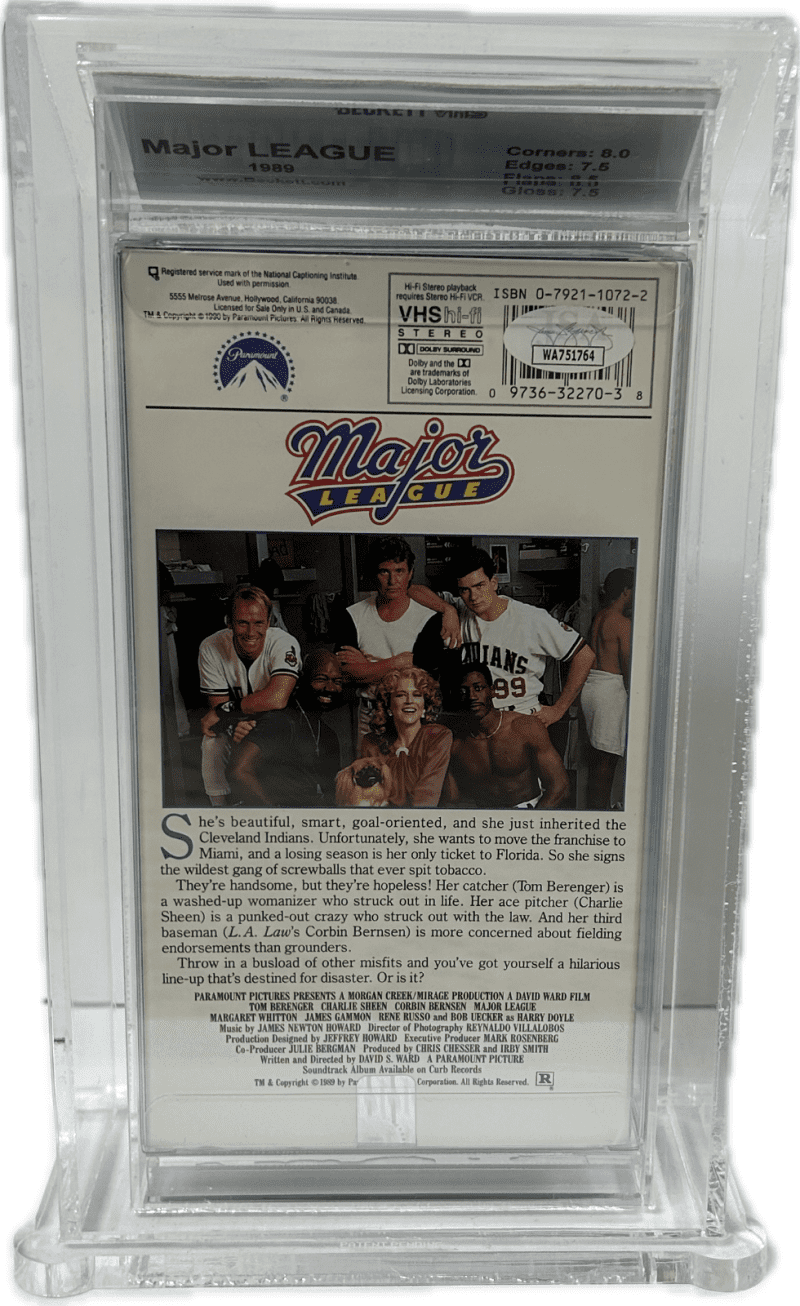 BECKETT VHS
Major LEAGUE
1989
www.Beckett.com
Corners: 8.0
Edges: 7.5
Gloss: 7.5
Registered service mark of the National Captioning Institute
Used with permission.
5555 Melrose Avenue, Hollywood, California 90038
Licensed for Sale Only in U.S. and Canada.
TM & Copyright © 1990 by Paramount Pictures. All Rights Reserved.
Paramount
®
Hi-Fi Stereo playback
requires Stereo Hi-Fi VCR.
VHS hi-fi
STEREO
DOLBY SURROUND
Dolby and the
are trademarks of
Dolby Laboratories
Licensing Corporation.
ISBN 0-7921-1072-2
WA751764
0 9736-32270-3 8
Major
LEAGUE
DIANS
99
She's beautiful, smart, goal-oriented, and she just inherited the
Cleveland Indians. Unfortunately, she wants to move the franchise to
Miami, and a losing season is her only ticket to Florida. So she signs
the wildest gang of screwballs that ever spit tobacco.
They're handsome, but they're hopeless! Her catcher (Tom Berenger) is
a washed-up womanizer who struck out in life. Her ace pitcher (Charlie
Sheen) is a punked-out crazy who struck out with the law. And her third
baseman (L.A. Law's Corbin Bernsen) is more concerned about fielding
endorsements than grounders.
Throw in a busload of other misfits and you've got yourself a hilarious
line-up that's destined for disaster. Or is it?
PARAMOUNT PICTURES PRESENTS A MORGAN CREEK/MIRAGE PRODUCTION A DAVID WARD FILM
TOM BERENGER CHARLIE SHEEN CORBIN BERNSEN MAJOR LEAGUE
MARGARET WHITTON JAMES GAMMON RENE RUSSO and BOB UECKER as HARRY DOYLE
Music by JAMES NEWTON HOWARD Director of Photography REYNALDO VILLALOBOS
Production Designed by JEFFREY HOWARD Executive Producer MARK ROSENBERG
Co-Producer JULIE BERGMAN Produced by CHRIS CHESSER and IRBY SMITH
Written and Directed by DAVID S. WARD A PARAMOUNT PICTURE
Soundtrack Album Available on Curb Records
TM & Copyright © 1989 by Pa Corporation. All Rights Reserved. R